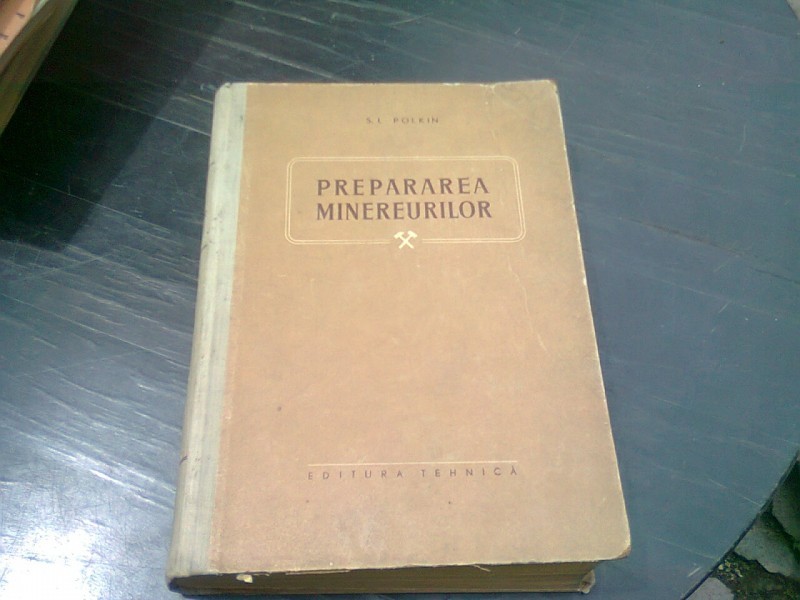 S. I. POLKIN
PREPARAREA
MINEREURILOR
EDITURA TEHNICĂ